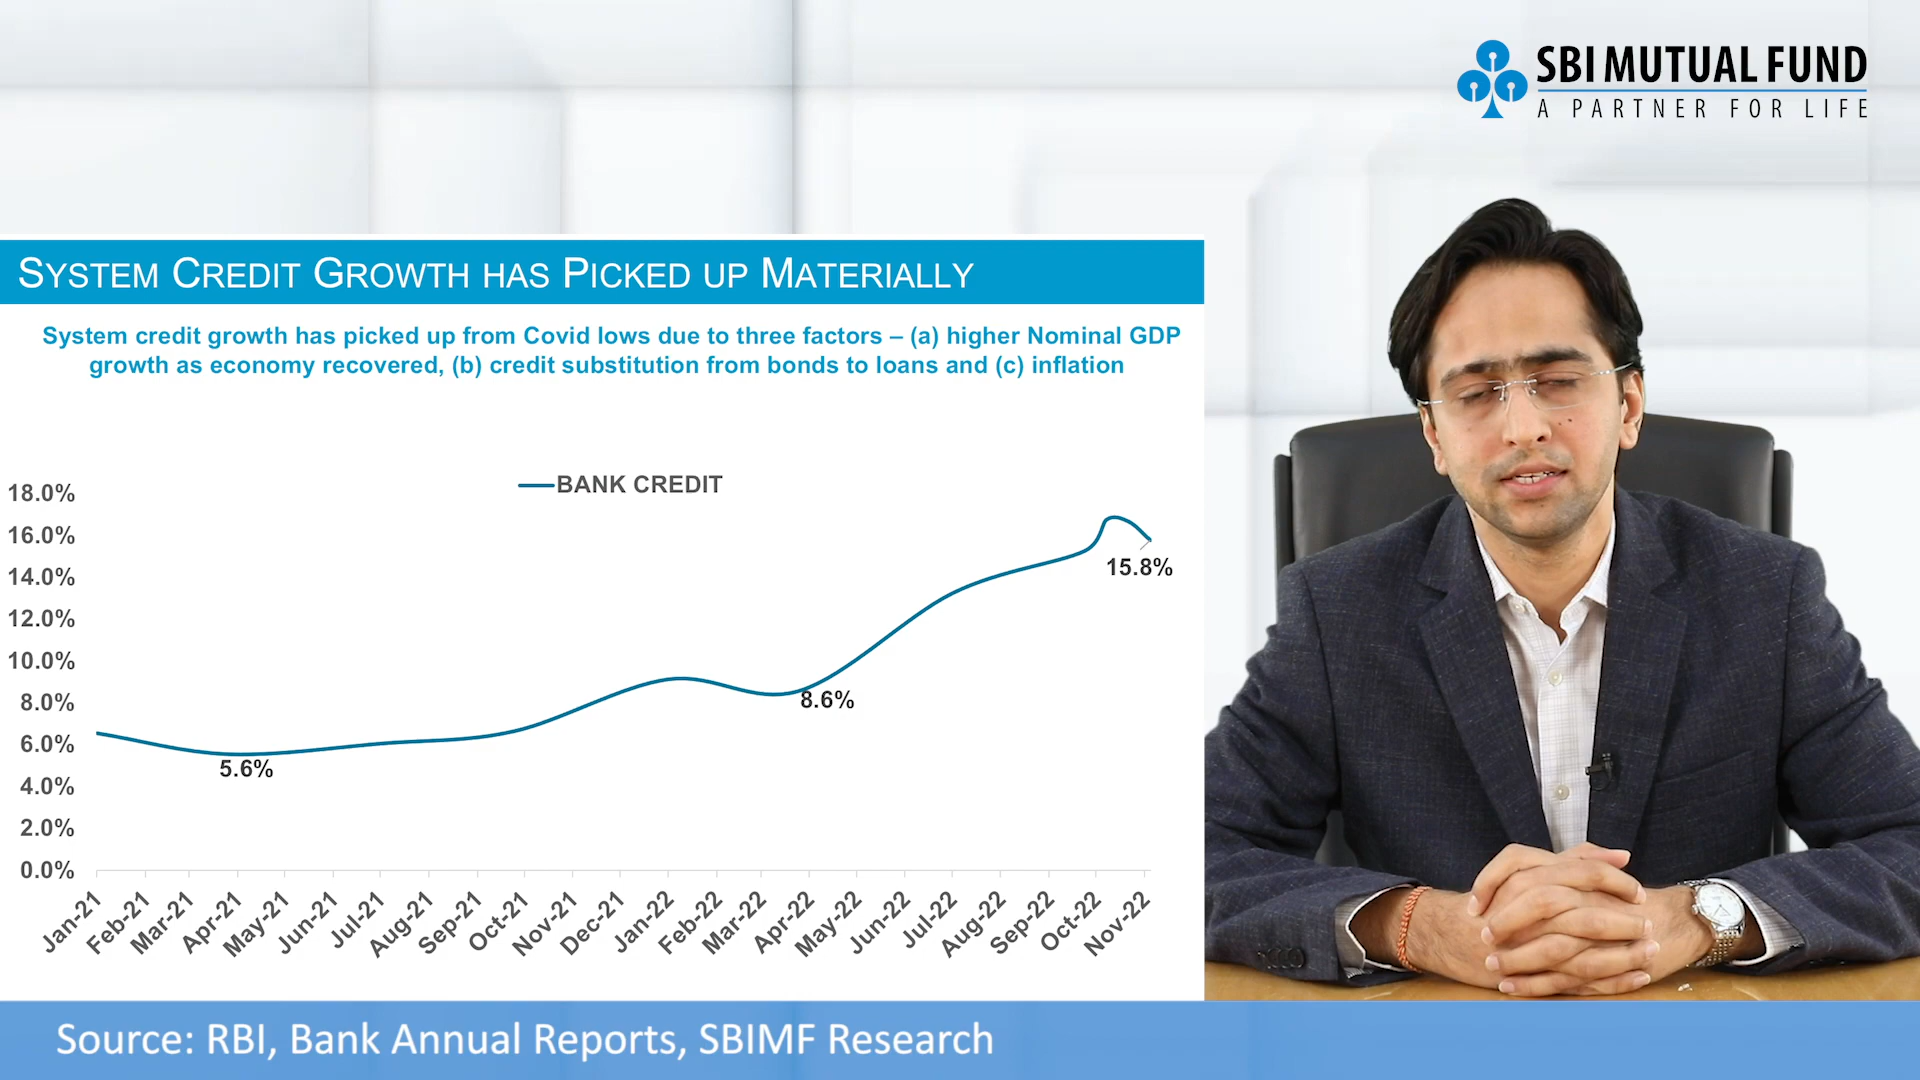 SBI MUTUAL FUND
A PARTNER FOR LIFE
SYSTEM CREDIT GROWTH HAS PICKED UP MATERIALLY
System credit growth has picked up from Covid lows due to three factors – (a) higher Nominal GDP
growth as economy recovered, (b) credit substitution from bonds to loans and (c) inflation
BANK CREDIT
18.0%
16.0%
14.0%
12.0%
10.0%
8.0%
6.0%
4.0%
2.0%
0.0%
5.6%
8.6%
15.8%
Jan-21
Feb-21
Mar-21
Apr-21
May-21
Jun-21
Jul-21
Aug-21
Sep-21
Oct-21
Nov-21
Dec-21
Jan-22
Feb-22
Mar-22
Apr-22
May-22
Jun-22
Jul-22
Aug-22
Sep-22
Oct-22
Nov-22
Source: RBI, Bank Annual Reports, SBIMF Research